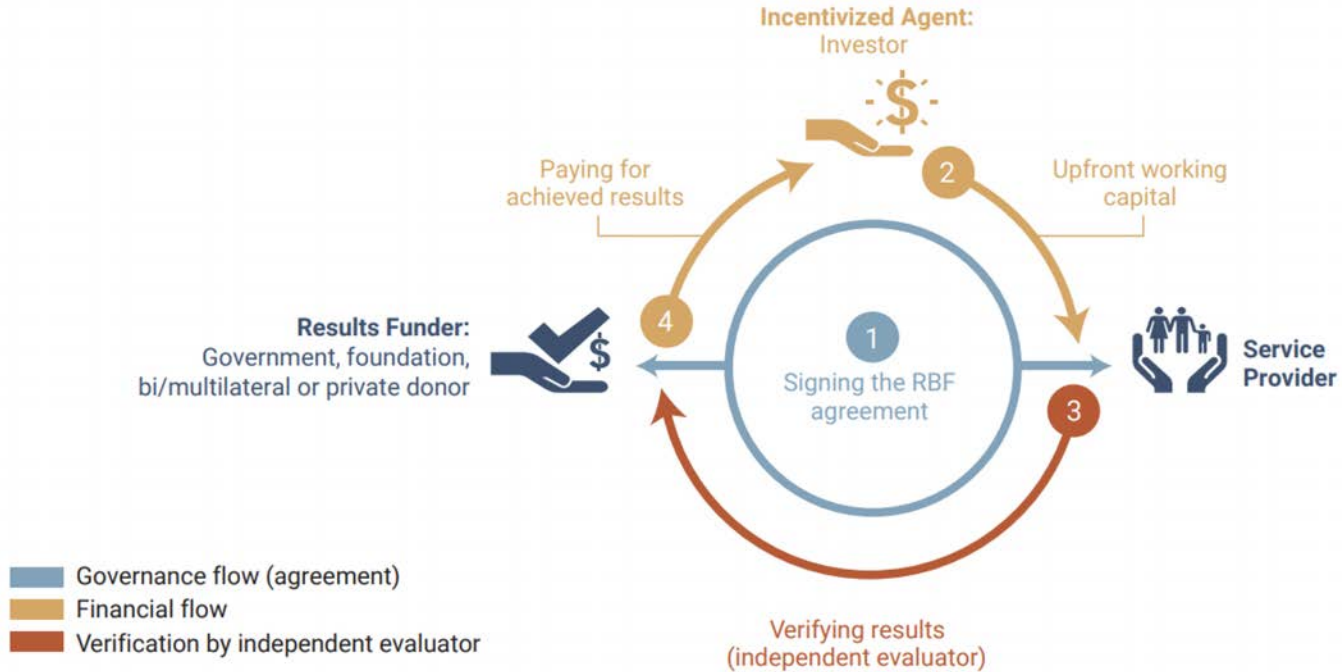 Incentivized Agent:
Investor
$
2
Paying for
achieved results
Upfront working
capital
4
Results Funder:
Government, foundation,
bi/multilateral or private donor
$
1
Signing the RBF
agreement
Service
Provider
3
Governance flow (agreement)
Financial flow
Verification by independent evaluator
Verifying results
(independent evaluator)